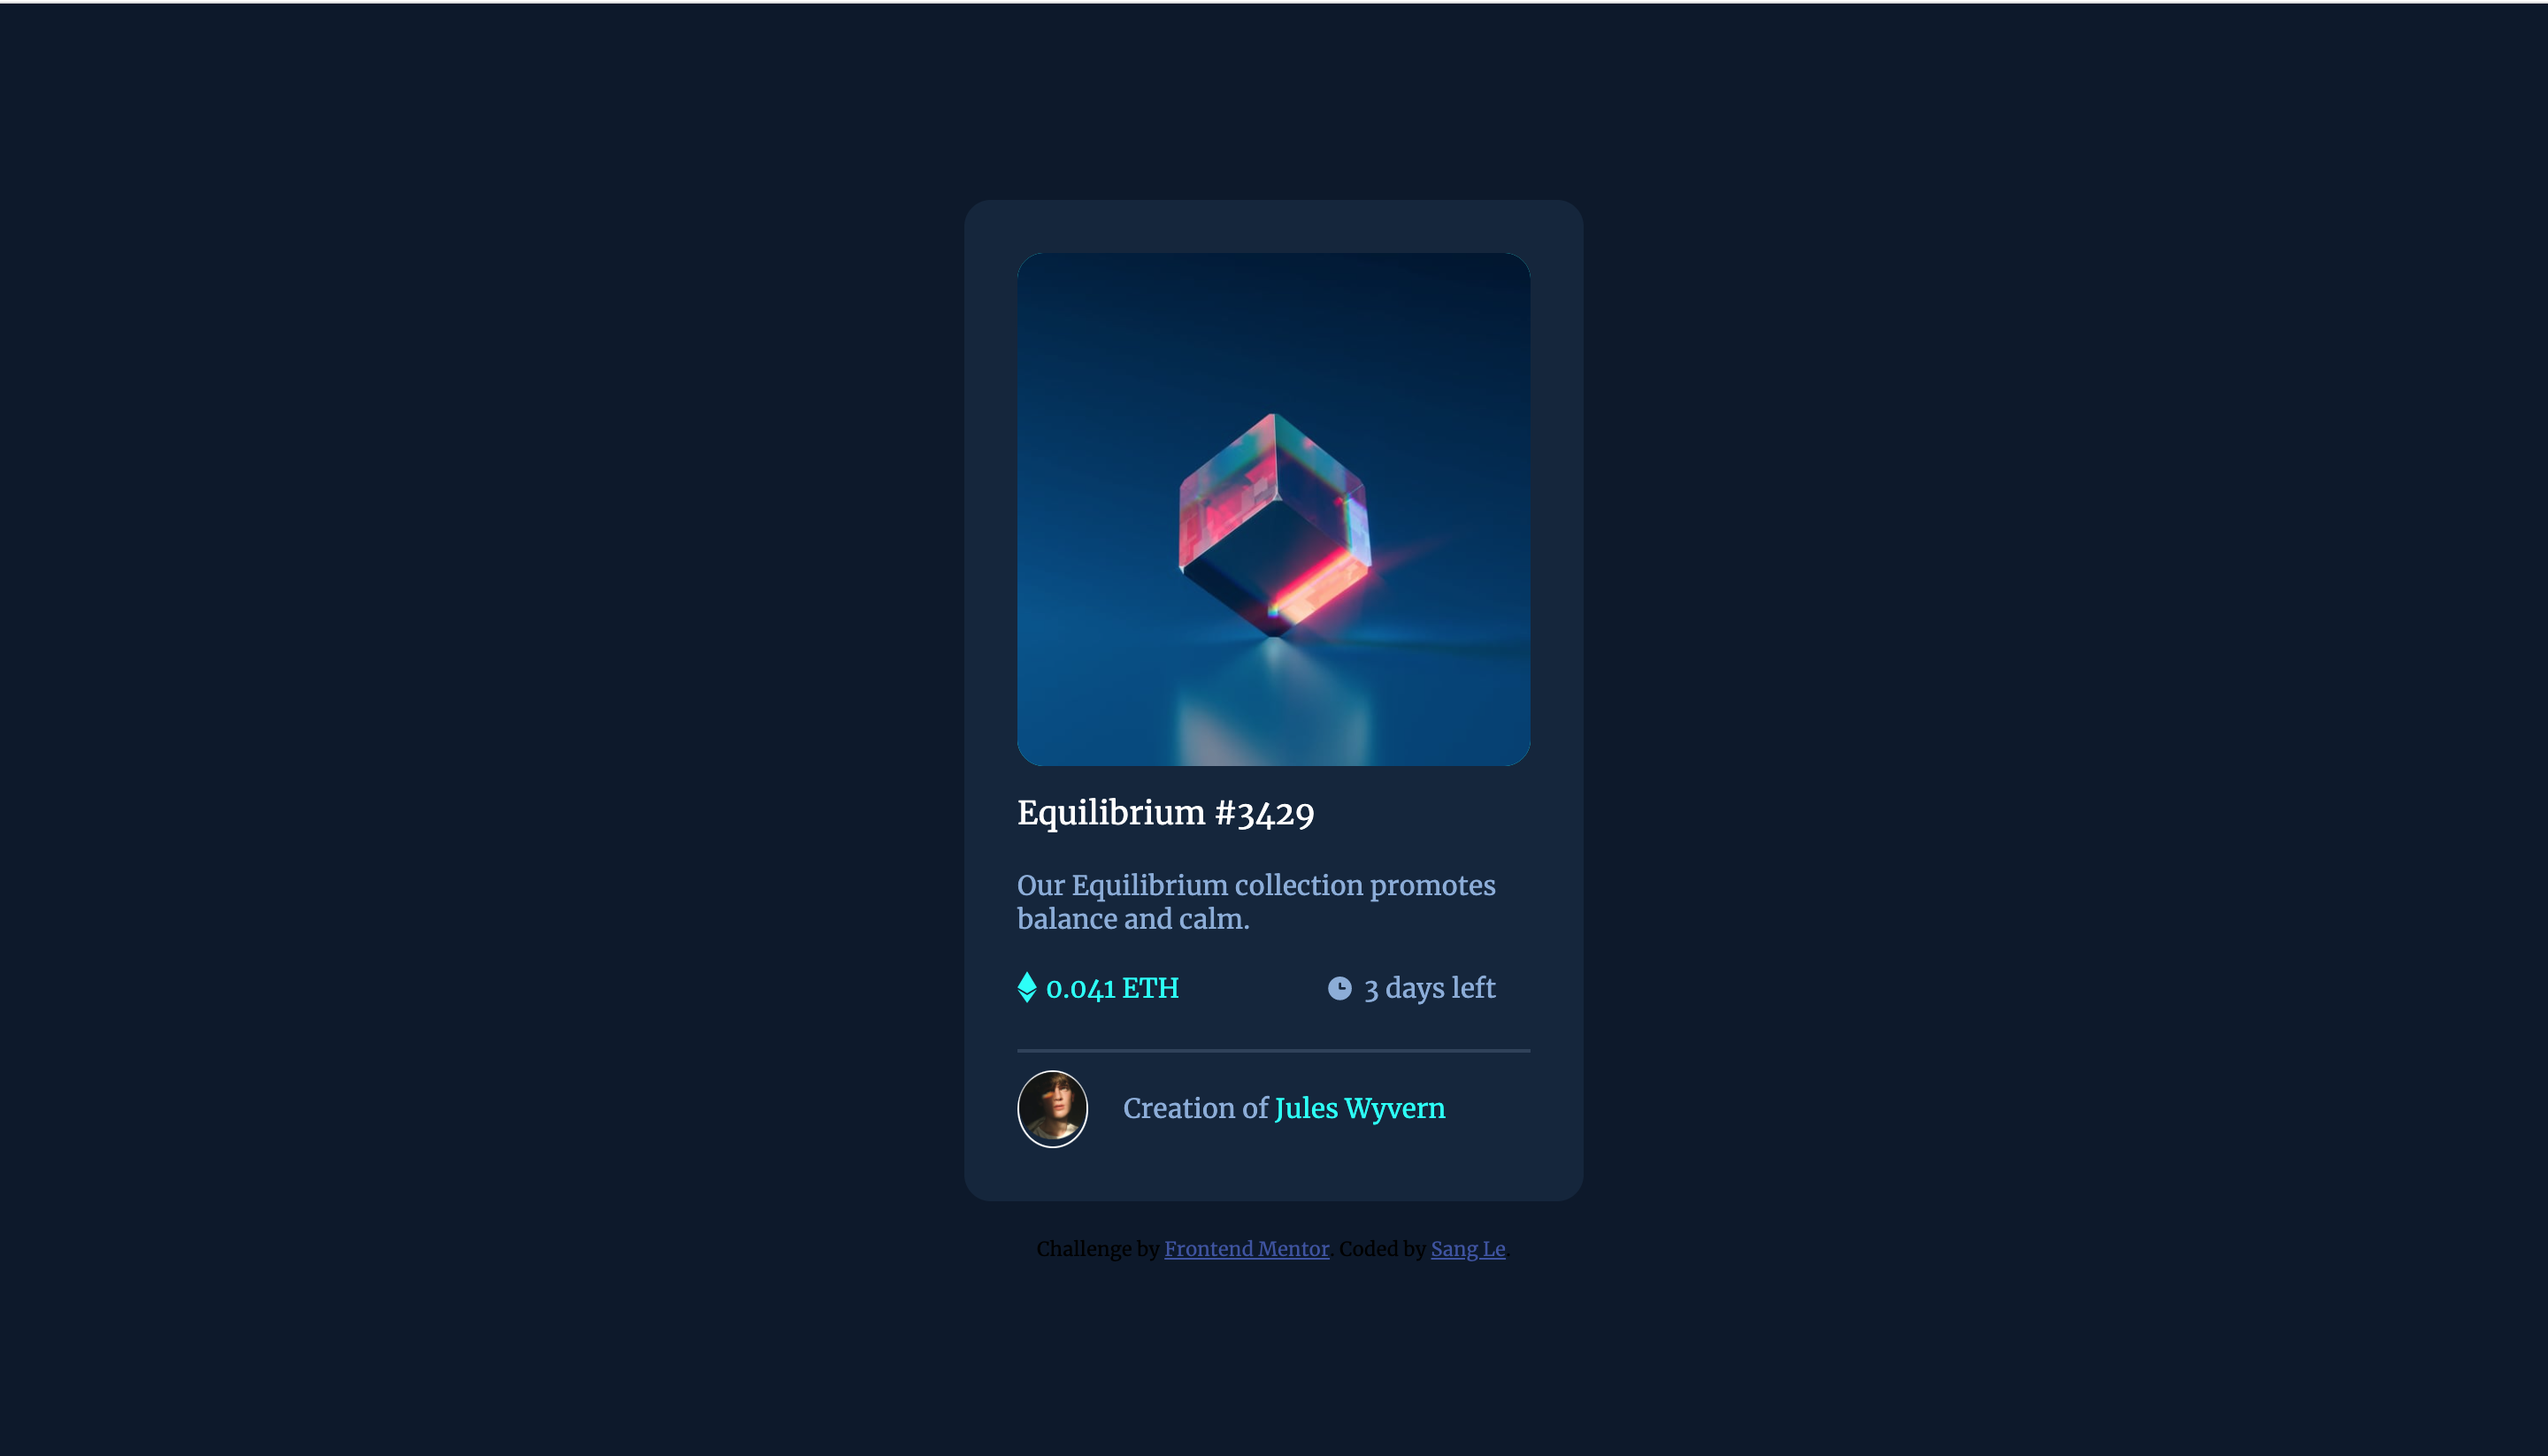 Equilibrium #3429
Our Equilibrium collection promotes
balance and calm.
0.041 ETH 3 days left
Creation of Jules Wyvern
Challenge by Frontend Mentor. Coded by Sang Le.